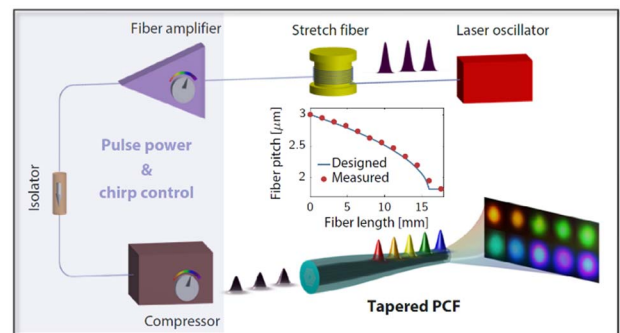 Fiber amplifier
Stretch fiber
Laser oscillator
Pulse power
&
chirp control
Isolator
Compressor
Fiber pitch [μm]
3
2.5
2
Designed
Measured
0
5
10
15
Fiber length [mm]
Tapered PCF